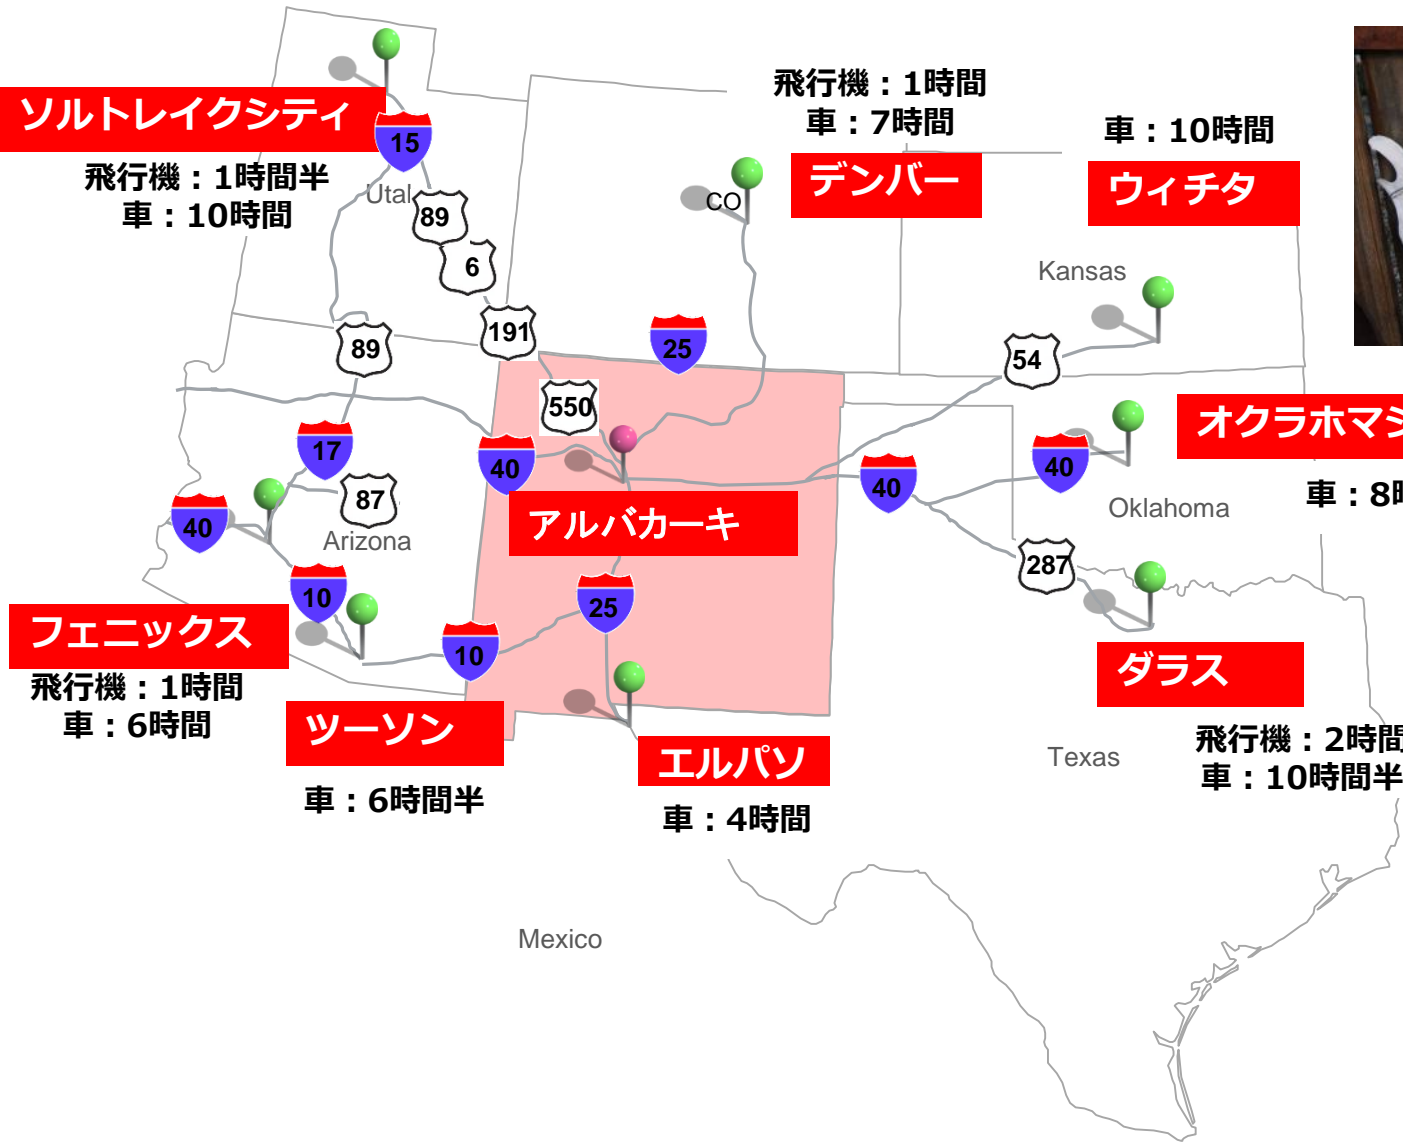 飛行機：1時間
車：7時間
デンバー
車：10時間
ウィチタ
ソルトレイクシティ
飛行機：1時間半
車：10時間
15
Utal
89
6
191
CO
Kansas
54
25
89
550
17
40
87
40
Arizona
アルバカーキ
40
40
オクラホマシ
車：8時
Oklahoma
10
フェニックス
飛行機：1時間
車：6時間
10
25
287
ダラス
飛行機：2時間
車：10時間半
Texas
ツーソン
車：6時間半
エルパソ
車：4時間
Mexico